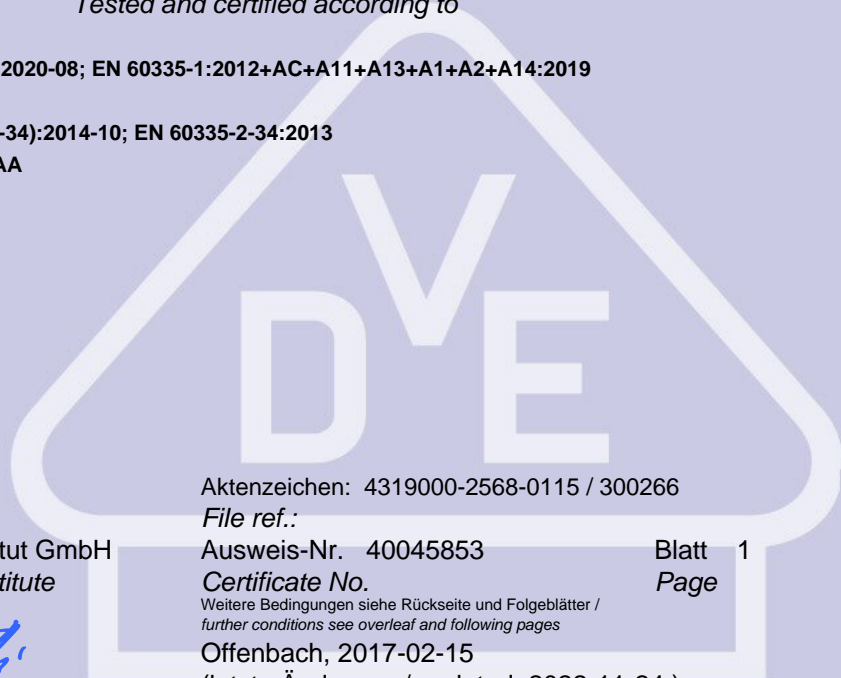 Tested and certified according to
2020-08; EN 60335-1:2012+AC+A11+A13+A1+A2+A14:2019
-34):2014-10; EN 60335-2-34:2013
AA
DVE
Aktenzeichen: 4319000-2568-0115 / 300266
File ref.:
tut GmbH Ausweis-Nr. 40045853 Blatt 1
titute Certificate No. Page
Weitere Bedingungen siehe Rückseite und Folgeblätter /
further conditions see overleaf and following pages
Offenbach, 2017-02-15